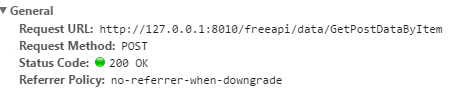 General
Request URL: http://127.0.0.1:8010/freeapi/data/GetPostDataByItem
Request Method: POST
Status Code: 200 OK
Referrer Policy: no-referrer-when-downgrade